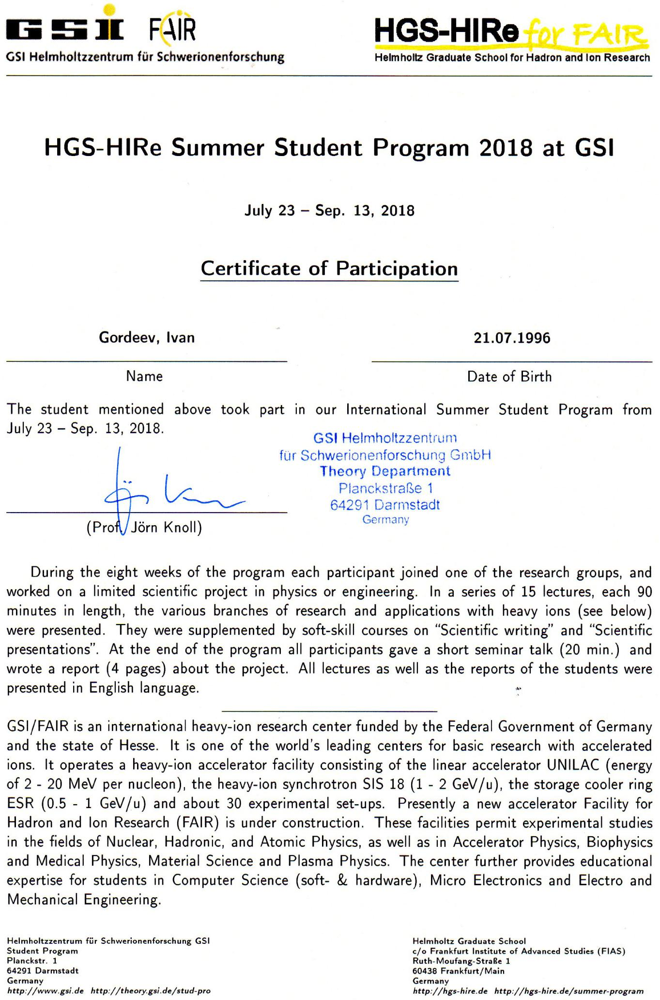 GSI FAIR
GSI Helmholtzzentrum für Schwerionenforschung
HGS-HIRe for FAIR
Helmholtz Graduate School for Hadron and Ion Research
HGS-HIRe Summer Student Program 2018 at GSI
July 23 – Sep. 13, 2018
Certificate of Participation
Gordeev, Ivan
Name
21.07.1996
Date of Birth
The student mentioned above took part in our International Summer Student Program from
July 23 – Sep. 13, 2018.
GSI Helmholtzzentrum
für Schwerionenforschung GmbH
Theory Department
Planckstraße 1
64291 Darmstadt
Germany
(Prof. Jörn Knoll)
During the eight weeks of the program each participant joined one of the research groups, and
worked on a limited scientific project in physics or engineering. In a series of 15 lectures, each 90
minutes in length, the various branches of research and applications with heavy ions (see below)
were presented. They were supplemented by soft-skill courses on “Scientific writing” and “Scientific
presentations”. At the end of the program all participants gave a short seminar talk (20 min.) and
wrote a report (4 pages) about the project. All lectures as well as the reports of the students were
presented in English language.
GSI/FAIR is an international heavy-ion research center funded by the Federal Government of Germany
and the state of Hesse. It is one of the world's leading centers for basic research with accelerated
ions. It operates a heavy-ion accelerator facility consisting of the linear accelerator UNILAC (energy
of 2 - 20 MeV per nucleon), the heavy-ion synchrotron SIS 18 (1 - 2 GeV/u), the storage cooler ring
ESR (0.5 - 1 GeV/u) and about 30 experimental set-ups. Presently a new accelerator Facility for
Hadron and Ion Research (FAIR) is under construction. These facilities permit experimental studies
in the fields of Nuclear, Hadronic, and Atomic Physics, as well as in Accelerator Physics, Biophysics
and Medical Physics, Material Science and Plasma Physics. The center further provides educational
expertise for students in Computer Science (soft- & hardware), Micro Electronics and Electro and
Mechanical Engineering.
Helmholtzzentrum für Schwerionenforschung GSI
Student Program
Planckstr. 1
64291 Darmstadt
Germany
http://www.gsi.de http://theory.gsi.de/stud-pro
Helmholtz Graduate School
c/o Frankfurt Institute of Advanced Studies (FIAS)
Ruth-Moufang-Straße 1
60438 Frankfurt/Main
Germany
http://hgs-hire.de http://hgs-hire.de/summer-program